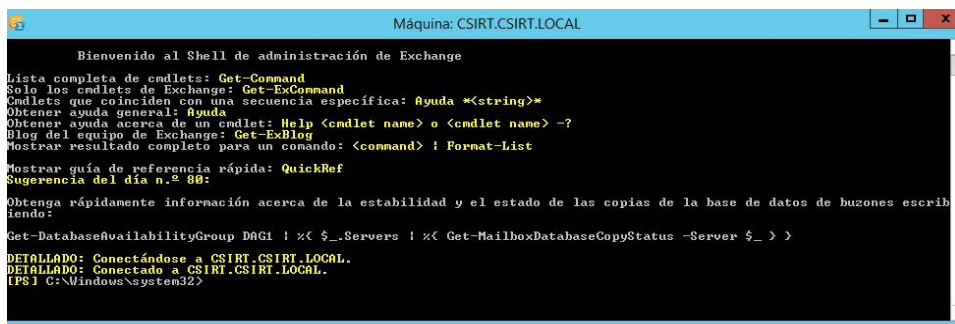 Máquina: CSIRT.CSIRT.LOCAL
Bienvenido al Shell de administración de Exchange
Lista completa de cmdlets: Get-Command
Solo los cmdlets de Exchange: Get-ExCommand
Cmdlets que coinciden con una secuencia específica: Ayuda *<string>*
Obtener ayuda general: Ayuda
Obtener ayuda acerca de un cmdlet: Help <cmdlet name> o <cmdlet name> -?
Blog del equipo de Exchange: Get-ExBlog
Mostrar resultado completo para un comando: <command> | Format-List
Mostrar guía de referencia rápida: QuickRef
Sugerencia del día n.º 80:
Obtenga rápidamente información acerca de la estabilidad y el estado de las copias de la base de datos de buzones escrib
iendo:
Get-DatabaseAvailabilityGroup DAG1 | %{ $_.Servers | %{ Get-MailboxDatabaseCopyStatus -Server $_ } }
DETALLADO: Conectándose a CSIRT.CSIRT.LOCAL.
DETALLADO: Conectado a CSIRT.CSIRT.LOCAL.
[PS] C:\Windows\system32>